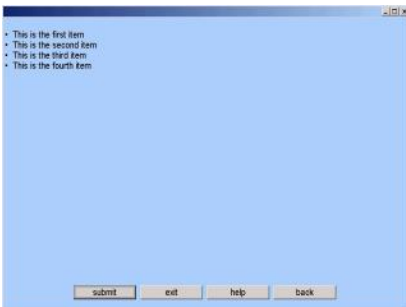 • This is the first item
• This is the second item
• This is the third item
• This is the fourth item
submit exit help back